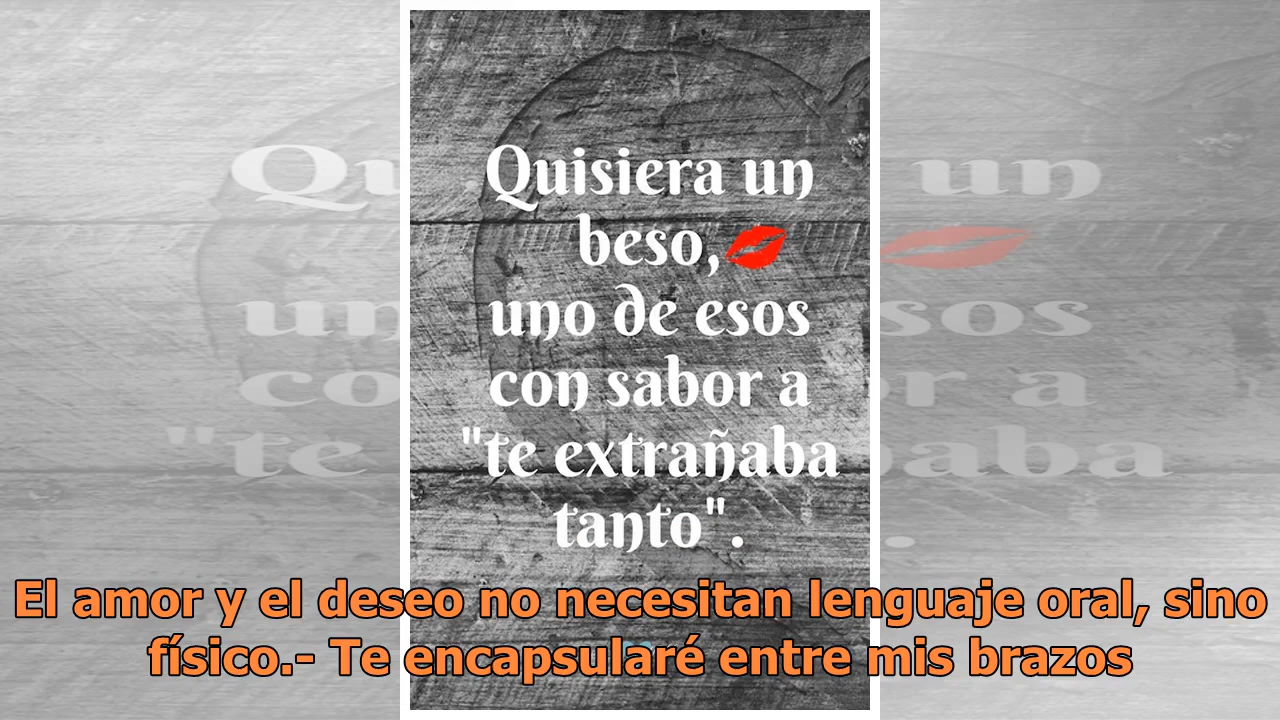 Quisiera un
beso,
uno de esos
con sabor a
"te extrañaba
tanto".
El amor y el deseo no necesitan lenguaje oral, sino
físico.- Te encapsularé entre mis brazos